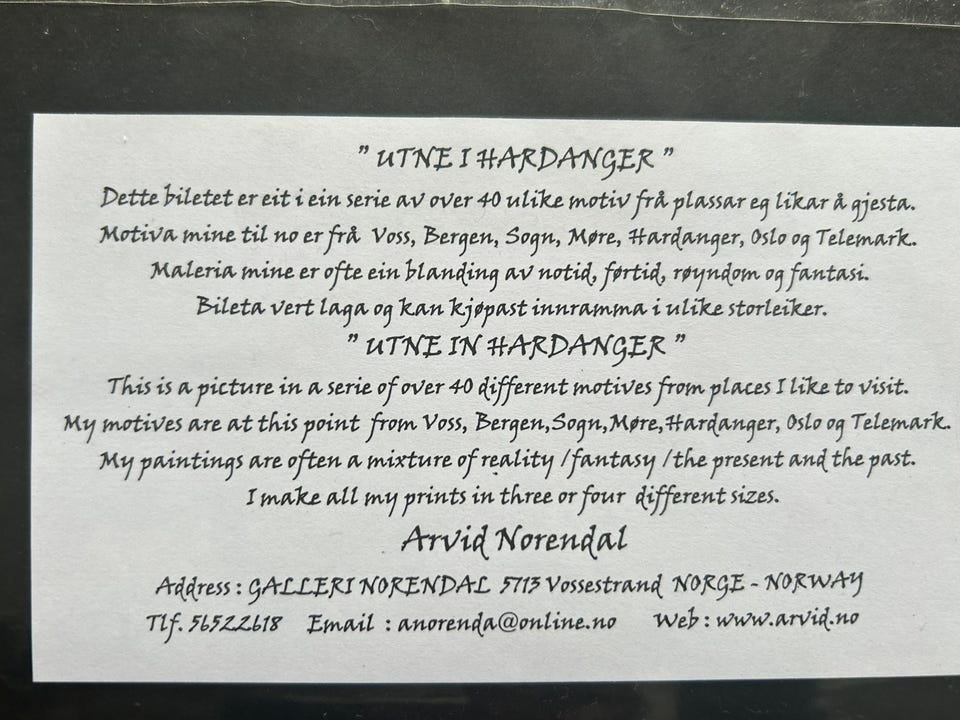 " UTNE I HARDANGER "
Dette biletet er eit i ein serie av over 40 ulike motiv frå plassar eg likar å gjesta.
Motiva mine til no er frå Voss, Bergen, Sogn, Møre, Hardanger, Oslo og Telemark.
Maleria mine er ofte ein blanding av notid, førtid, røyndom og fantasi.
Bileta vert laga og kan kjøpast innramma i ulike storleiker.
" UTNE IN HARDANGER "
This is a picture in a serie of over 40 different motives from places I like to visit.
My motives are at this point from Voss, Bergen,Sogn,Møre,Hardanger, Oslo og Telemark.
My paintings are often a mixture of reality /fantasy /the present and the past.
I make all my prints in three or four different sizes.
Arvid Norendal
Address : GALLERI NORENDAL 5713 Vossestrand NORGE - NORWAY
Tlf. 56522618 Email : anorenda@online.no Web : www.arvid.no